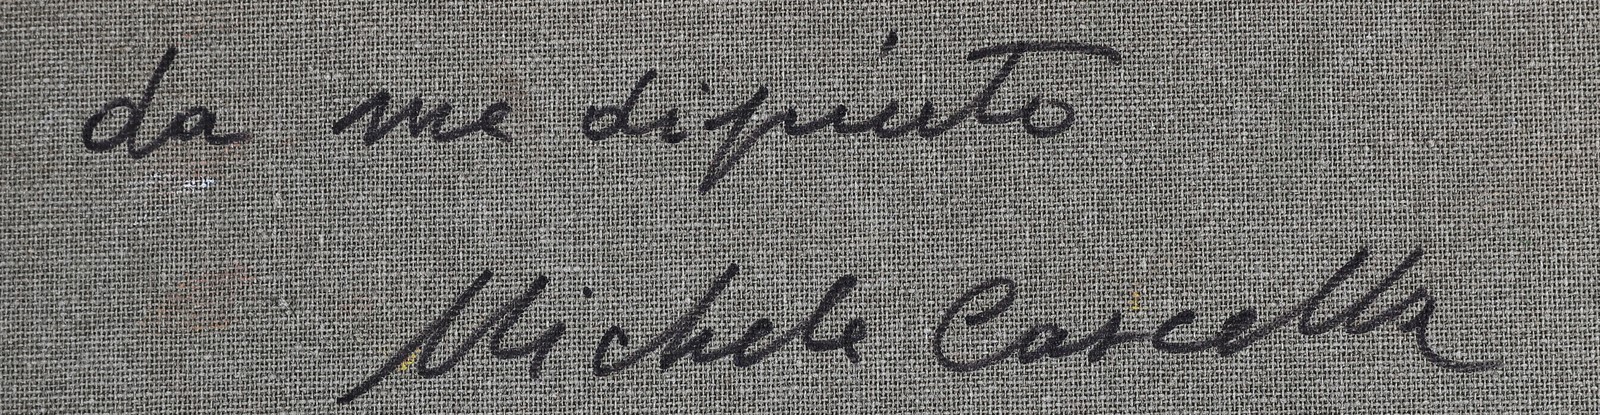 da me dipinto
Michele Cascella